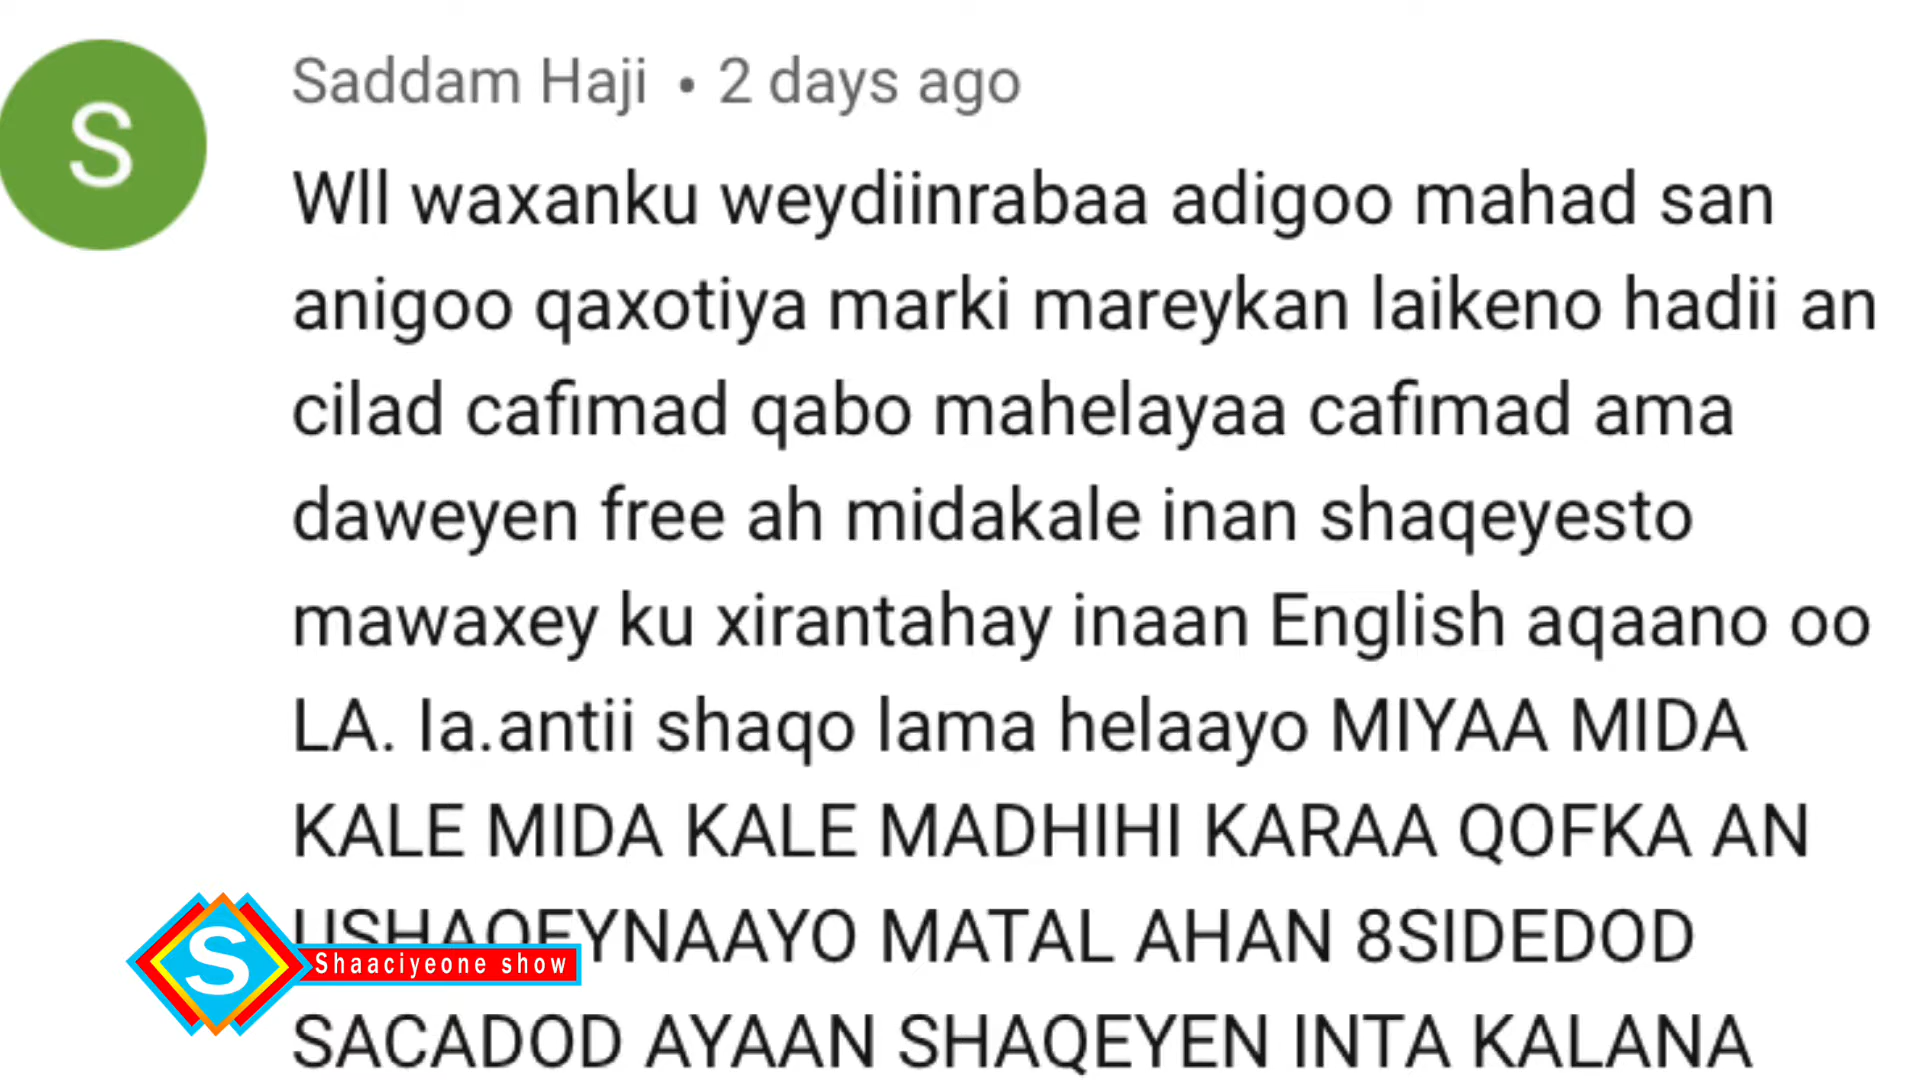 S
Saddam Haji • 2 days ago
Wll waxanku weydiinrabaa adigoo mahad san
anigoo qaxotiya marki mareykan laikeno hadii an
cilad cafimad qabo mahelayaa cafimad ama
daweyen free ah midakale inan shaqeyesto
mawaxey ku xirantahay inaan English aqaano oo
LA. la.antii shaqo lama helaayo MIYAA MIDA
KALE MIDA KALE MADHIHI KARAA QOFKA AN
USHAQEYNAAYO MATAL AHAN 8SIDEDOD
S Shaaciyeone show
SACADOD AYAAN SHAQEYEN INTA KALANA